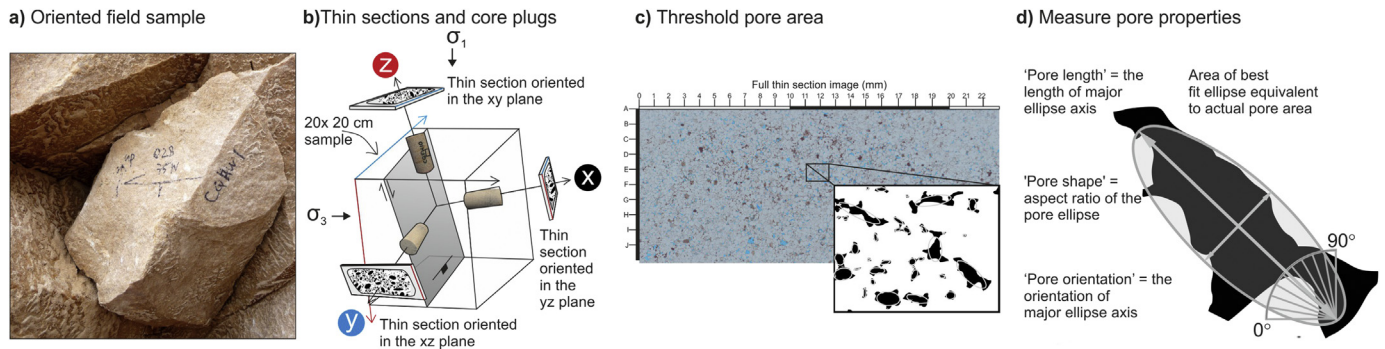 a) Oriented field sample
b)Thin sections and core plugs
σ1
z
Thin section oriented
in the xy plane
20x 20 cm
sample
x
σ3
Thin
section
oriented
in the
yz plane
y
Thin section oriented
in the xz plane
c) Threshold pore area
Full thin section image (mm)
0 1 2 3 4 5 6 7 8 9 10 11 12 13 14 15 16 17 18 19 20 21 22
A
B
C
D
E
F
G
H
I
J
d) Measure pore properties
‘Pore length’ = the
length of major
ellipse axis
Area of best
fit ellipse equivalent
to actual pore area
'Pore shape' =
aspect ratio of the
pore ellipse
‘Pore orientation’ = the
orientation of
major ellipse axis
90°
0°